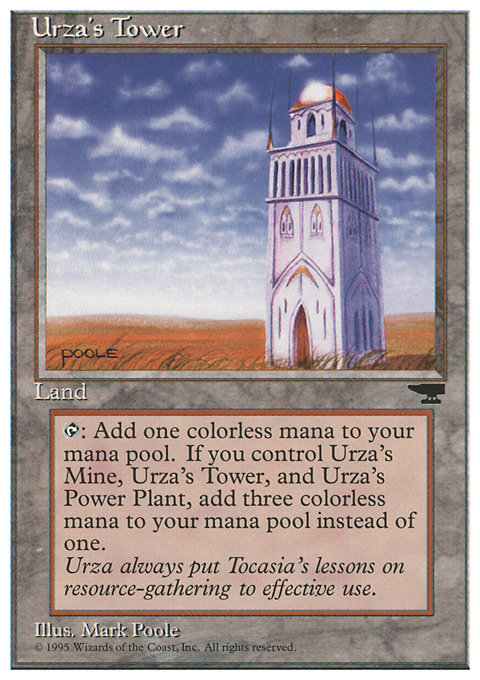 Urza's Tower
POOLE
Land
: Add one colorless mana to your
mana pool. If you control Urza's
Mine, Urza's Tower, and Urza's
Power Plant, add three colorless
mana to your mana pool instead of
one.
Urza always put Tocasia's lessons on
resource-gathering to effective use.
Illus. Mark Poole
© 1995 Wizards of the Coast, Inc. All rights reserved.